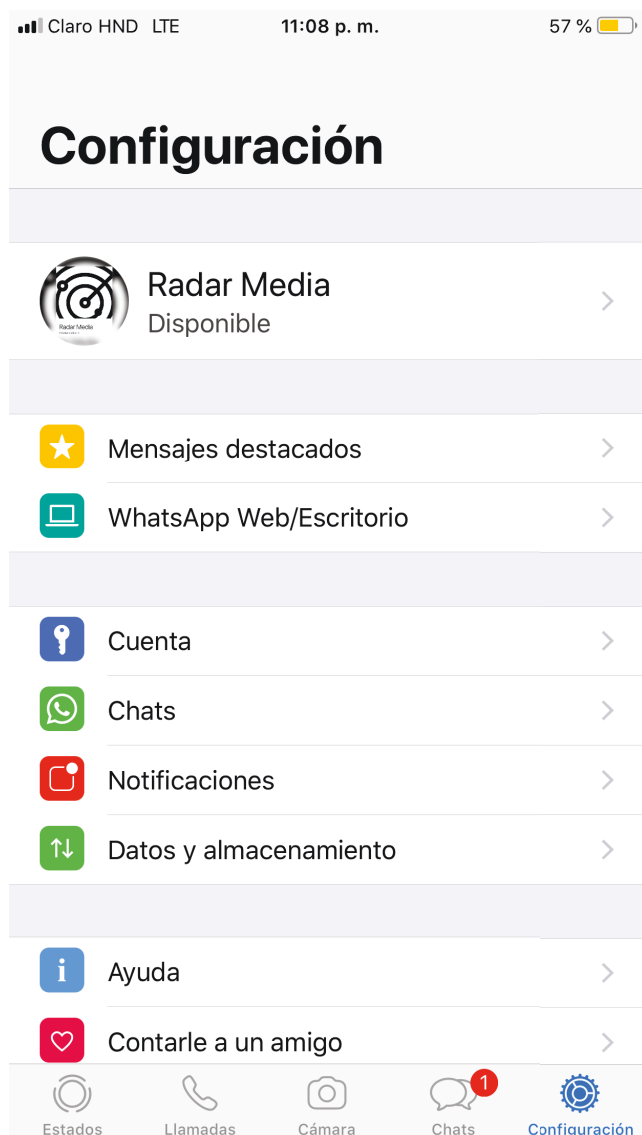 Claro HND LTE 11:08 p. m. 57 %
Configuración
Radar Media
Disponible
Radar Media
Mensajes destacados
WhatsApp Web/Escritorio
Cuenta
Chats
Notificaciones
Datos y almacenamiento
Ayuda
Contarle a un amigo
1
Estados Llamadas Cámara Chats Configuración